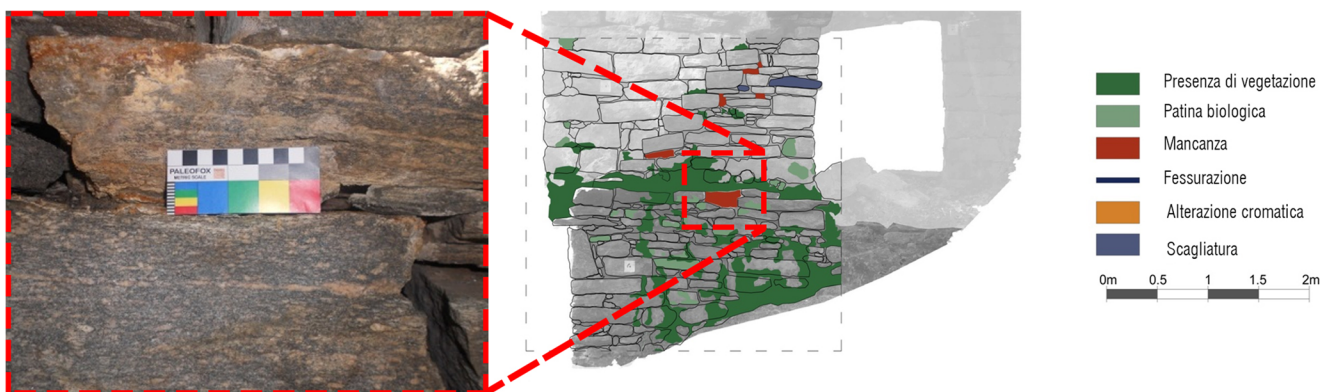 PALEOFOX
METRIC SCALE
Presenza di vegetazione
Patina biologica
Mancanza
Fessurazione
Alterazione cromatica
Scagliatura
0m 0.5 1 1.5 2m
A